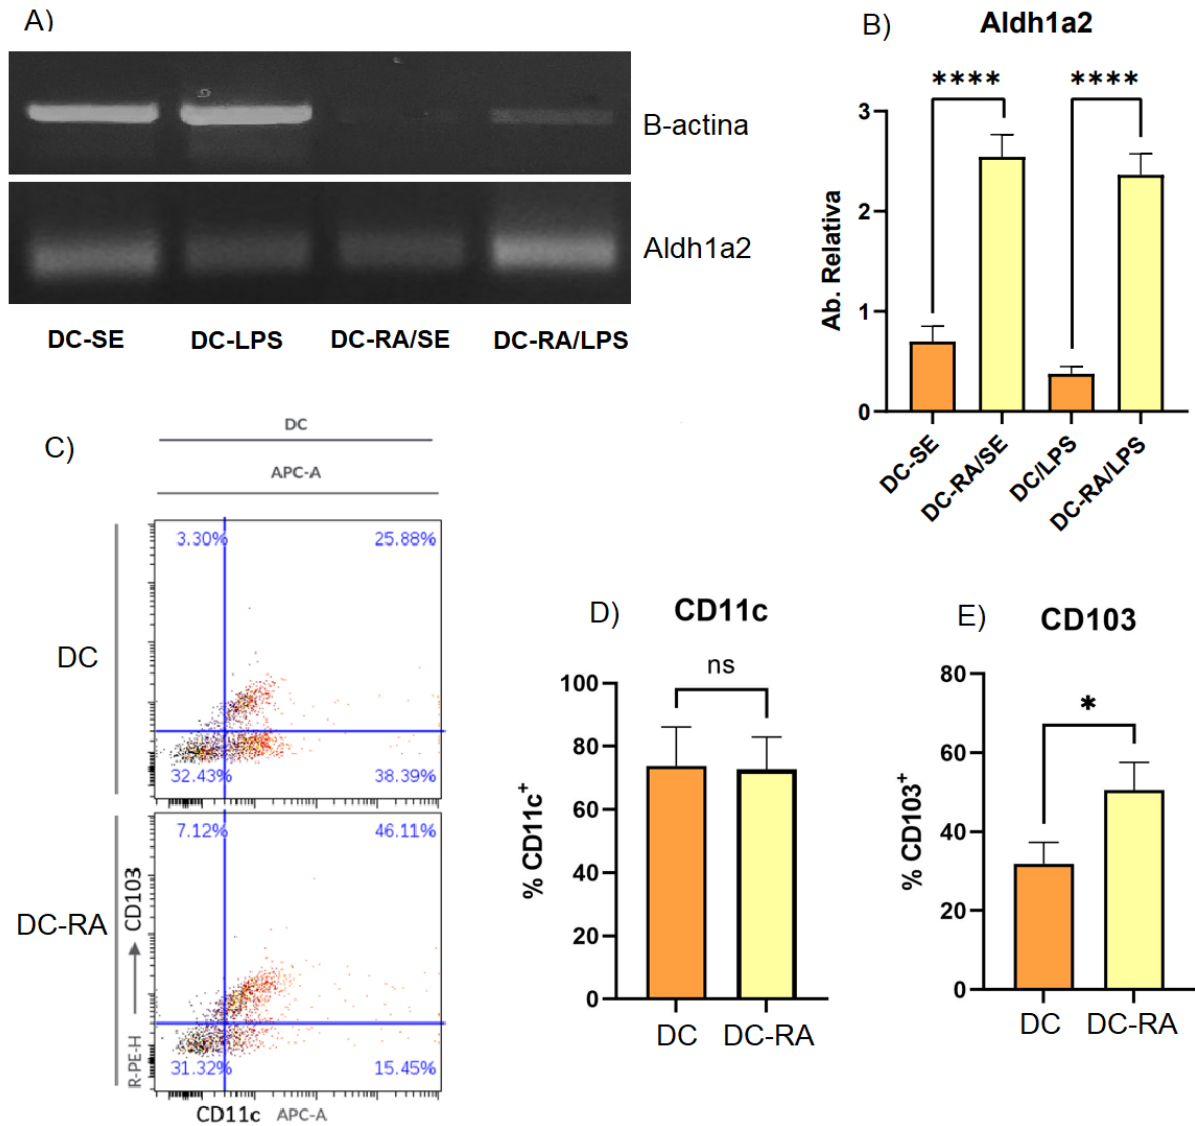 A)
B-actina
Aldh1a2
DC-SE
DC-LPS
DC-RA/SE
DC-RA/LPS
B)
Aldh1a2
****
****
Ab. Relativa
3
2
1
0
DC-SE
DC-RA/SE
DC/LPS
DC-RA/LPS
C)
DC
APC-A
DC
3.30%
25.88%
32.43%
38.39%
DC-RA
7.12%
46.11%
31.32%
15.45%
R-PE-H
CD103
CD11c
APC-A
D)
CD11c
ns
% CD11c+
100
80
60
40
20
0
DC
DC-RA
E)
CD103
*
% CD103+
80
60
40
20
0
DC
DC-RA